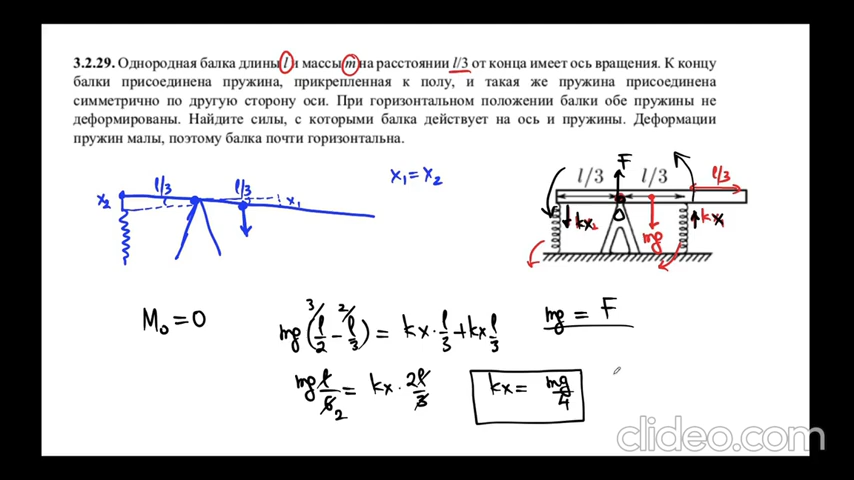 3.2.29. Однородная балка длины l и массы m на расстоянии l/3 от конца имеет ось вращения. К концу
балки присоединена пружина, прикрепленная к полу, и такая же пружина присоединена
симметрично по другую сторону оси. При горизонтальном положении балки обе пружины не
деформированы. Найдите силы, с которыми балка действует на ось и пружины. Деформации
пружин малы, поэтому балка почти горизонтальна.
x₂ l/3 l/3 x₁
x₁ = x₂
F
l/3 l/3 l/3
kx mg kx
M₀ = 0
mg(l/2 - l/3) = kx · l/3 + kx l/3
3 2
mg = F
mg l/6 = kx · 2l/3
2
kx = mg/4
clideo.com